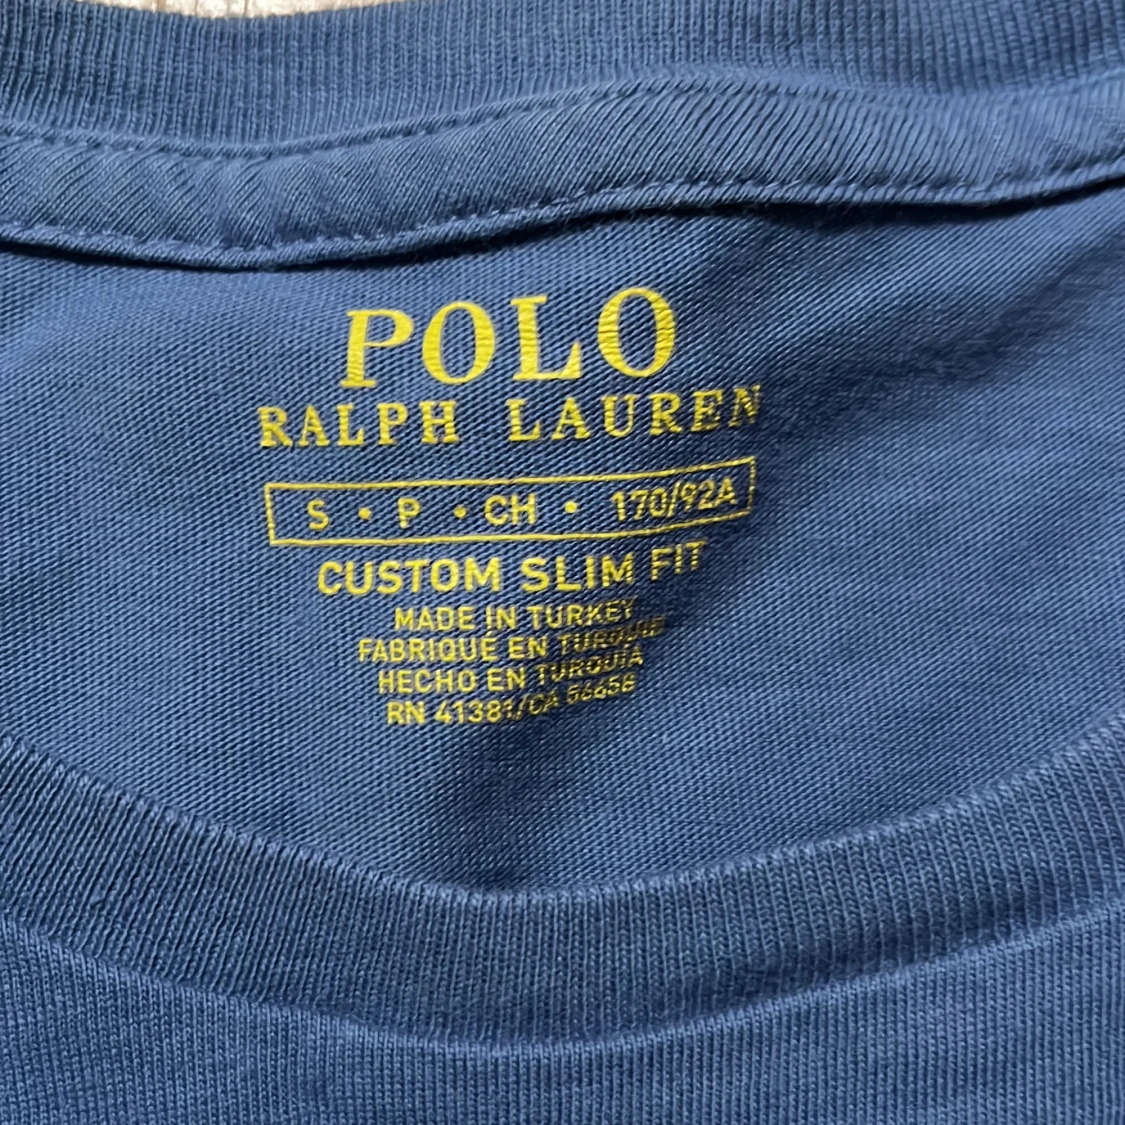 POLO
RALPH LAUREN
S • P • CH • 170/92A
CUSTOM SLIM FIT
MADE IN TURKEY
FABRIQUÉ EN TURQUIE
HECHO EN TURQUÍA
RN 41381/CA 56658